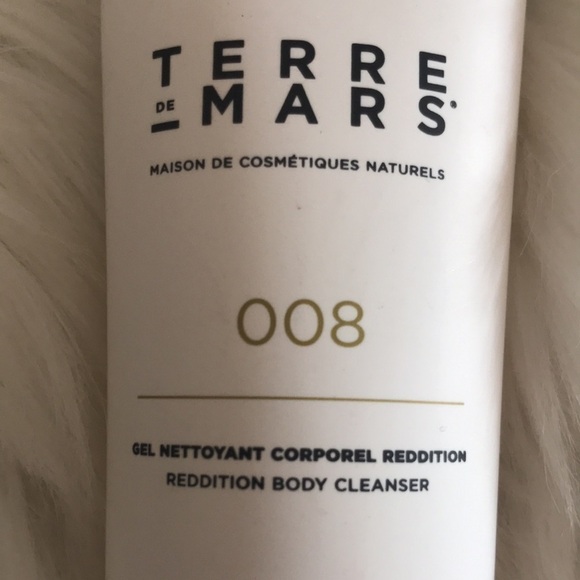 TERRE
DE MARS®
MAISON DE COSMÉTIQUES NATURELS
008
GEL NETTOYANT CORPOREL REDDITION
REDDITION BODY CLEANSER